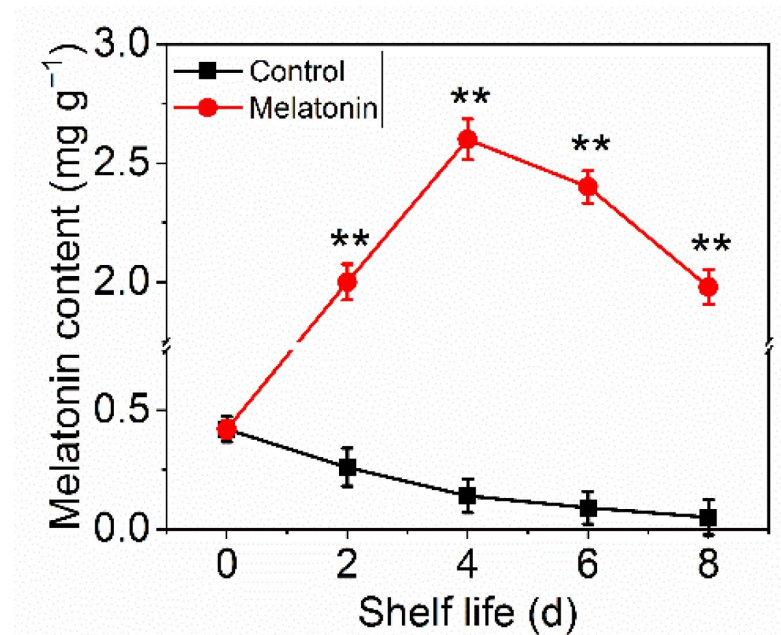 Melatonin content (mg g⁻¹)
3.0
2.5
2.0
0.5
0.0
Control
Melatonin
**
**
**
**
0 2 4 6 8
Shelf life (d)